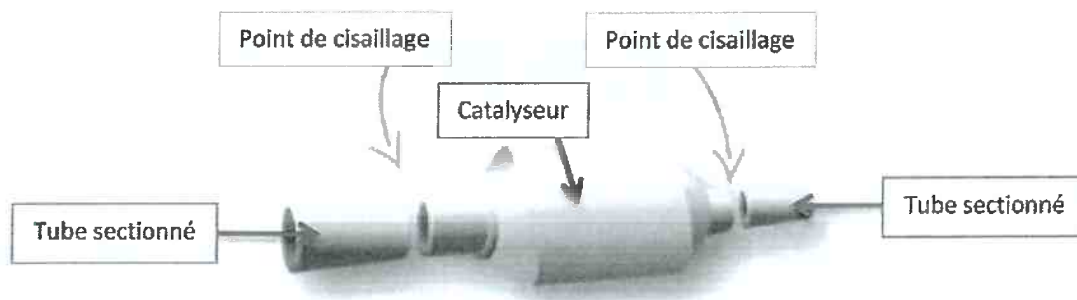 Point de cisaillage
Point de cisaillage
Catalyseur
Tube sectionné
Tube sectionné